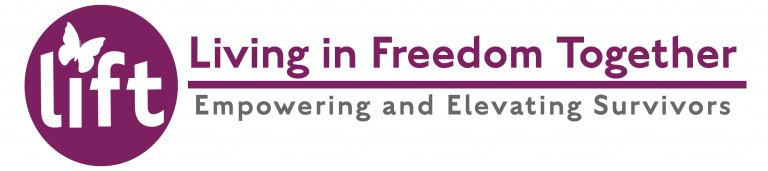 lift
Living in Freedom Together
Empowering and Elevating Survivors